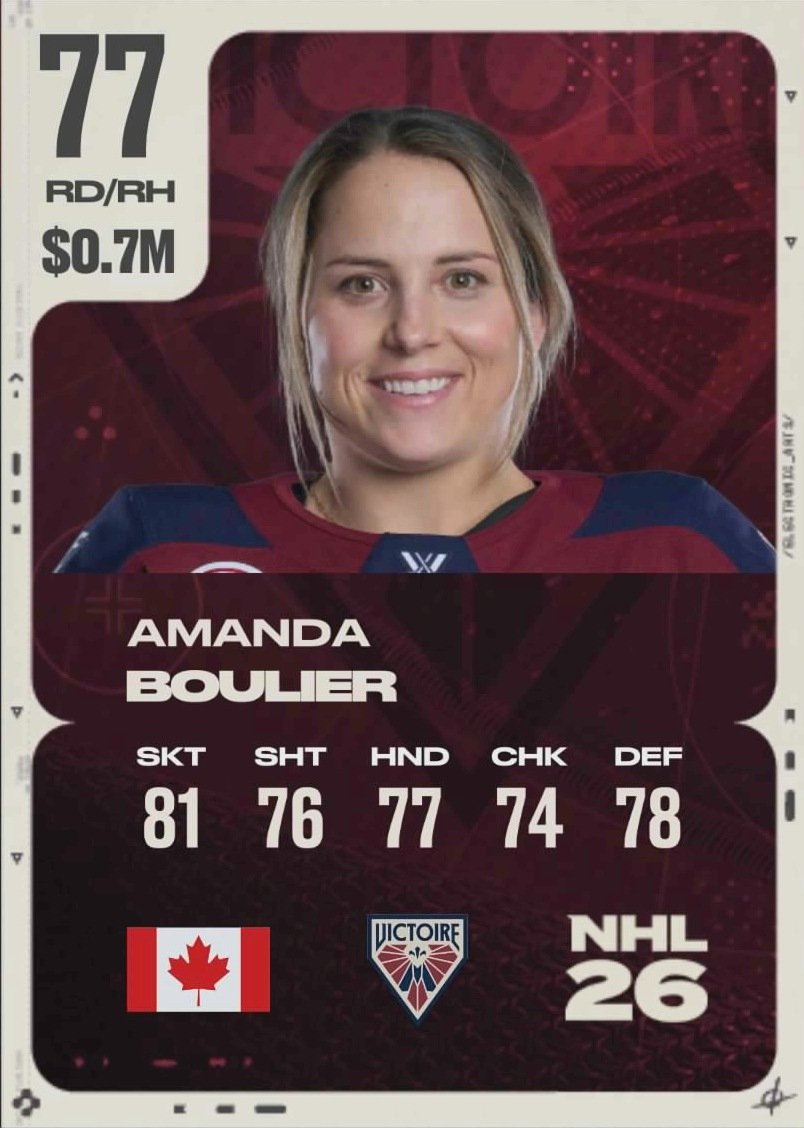 77
RD/RH
$0.7M
AMANDA
BOULIER
SKT SHT HND CHK DEF
81 76 77 74 78
VICTOIRE
NHL
26
/ELECTRONIC_ARTS/